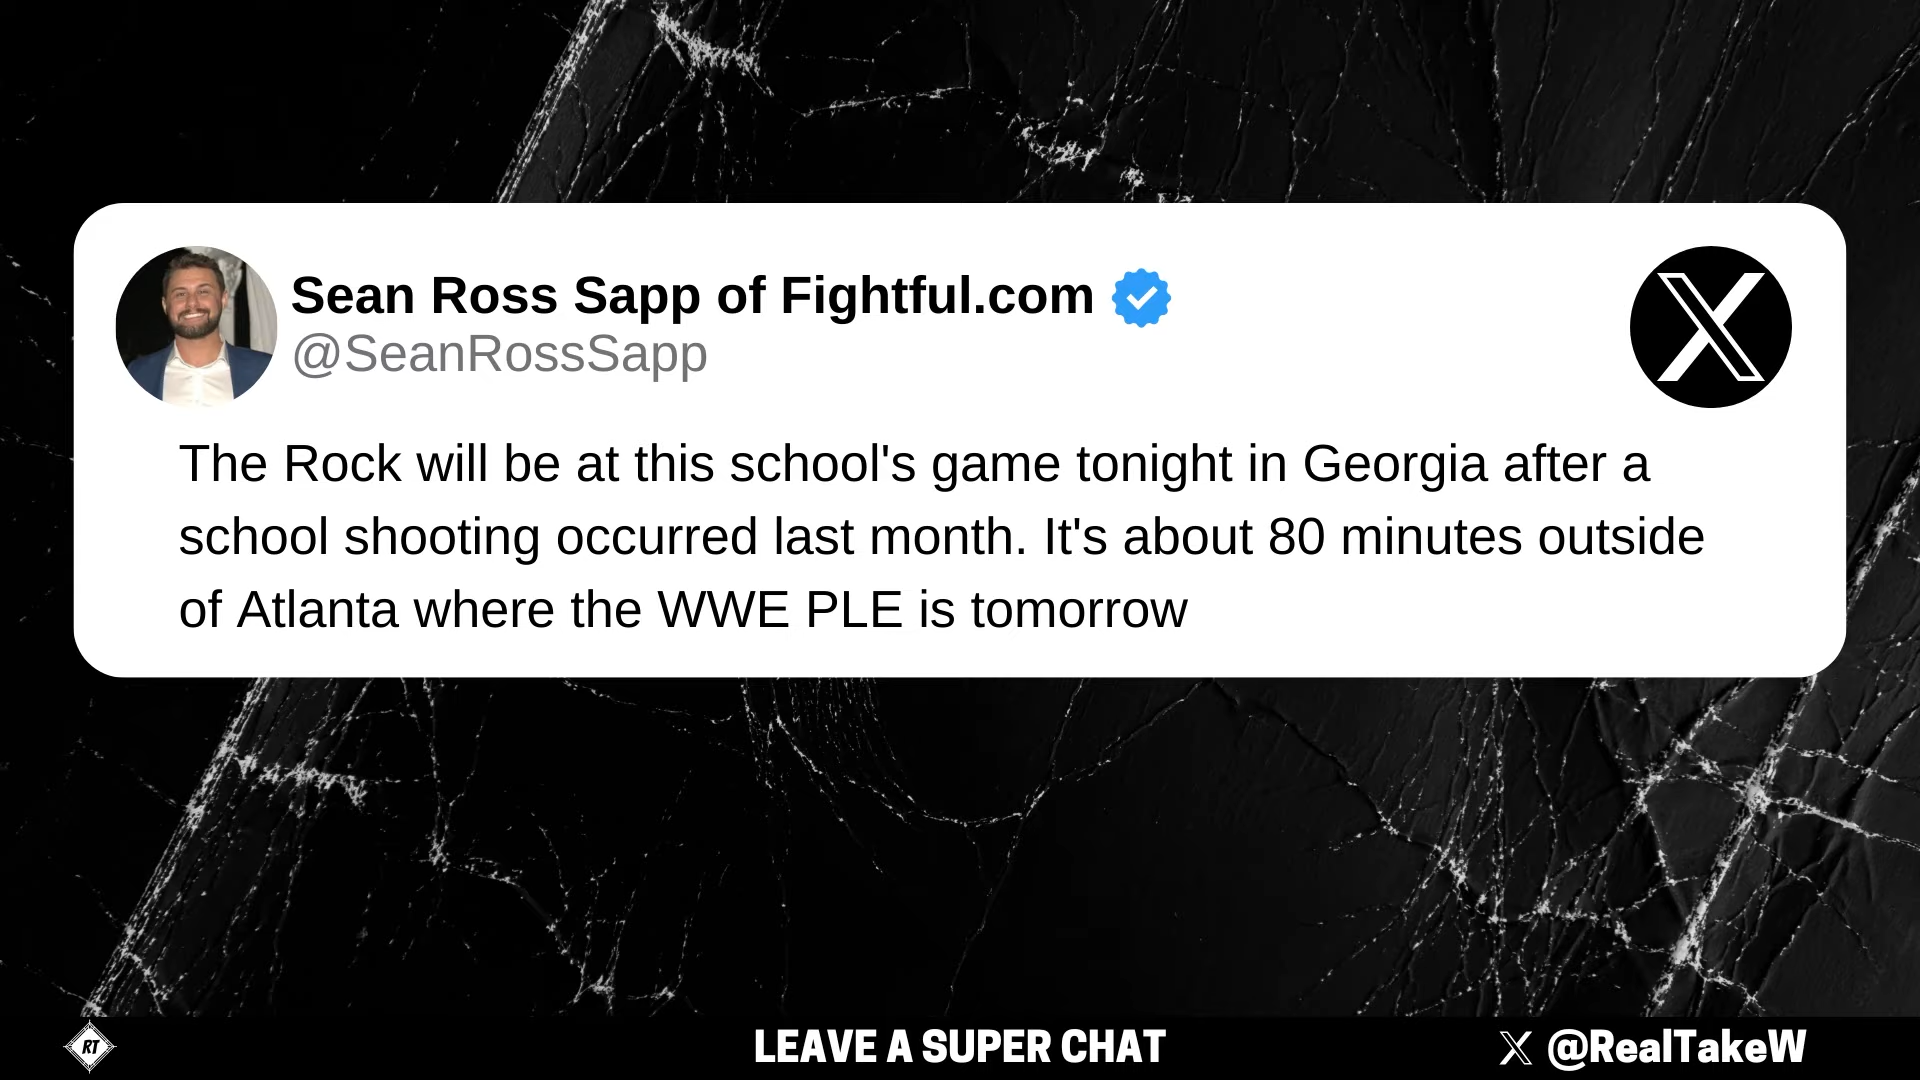 Sean Ross Sapp of Fightful.com
@SeanRossSapp
The Rock will be at this school's game tonight in Georgia after a
school shooting occurred last month. It's about 80 minutes outside
of Atlanta where the WWE PLE is tomorrow
RT
LEAVE A SUPER CHAT
@RealTakeW